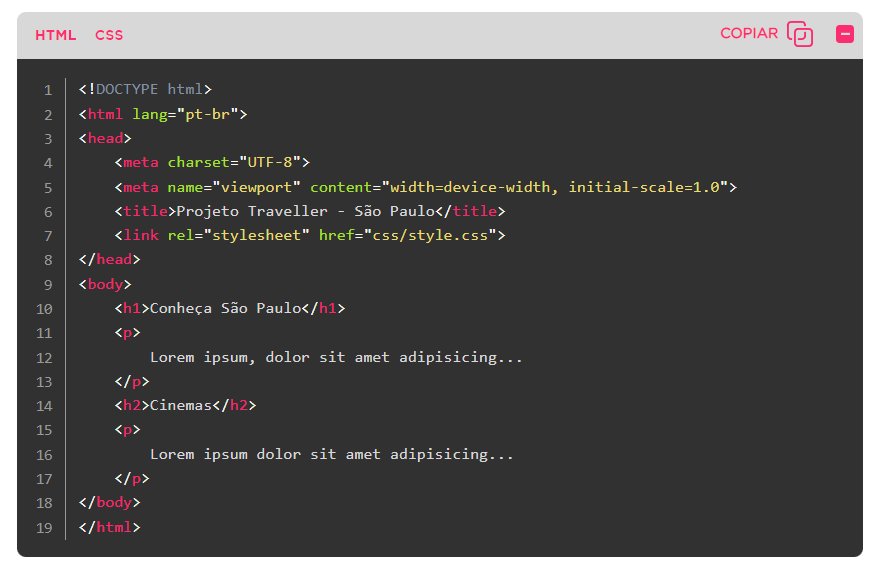 HTML CSS COPIAR
1 <!DOCTYPE html>
2 <html lang="pt-br">
3 <head>
4     <meta charset="UTF-8">
5     <meta name="viewport" content="width=device-width, initial-scale=1.0">
6     <title>Projeto Traveller - São Paulo</title>
7     <link rel="stylesheet" href="css/style.css">
8 </head>
9 <body>
10     <h1>Conheça São Paulo</h1>
11     <p>
12         Lorem ipsum, dolor sit amet adipisicing...
13     </p>
14     <h2>Cinemas</h2>
15     <p>
16         Lorem ipsum dolor sit amet adipisicing...
17     </p>
18 </body>
19 </html>